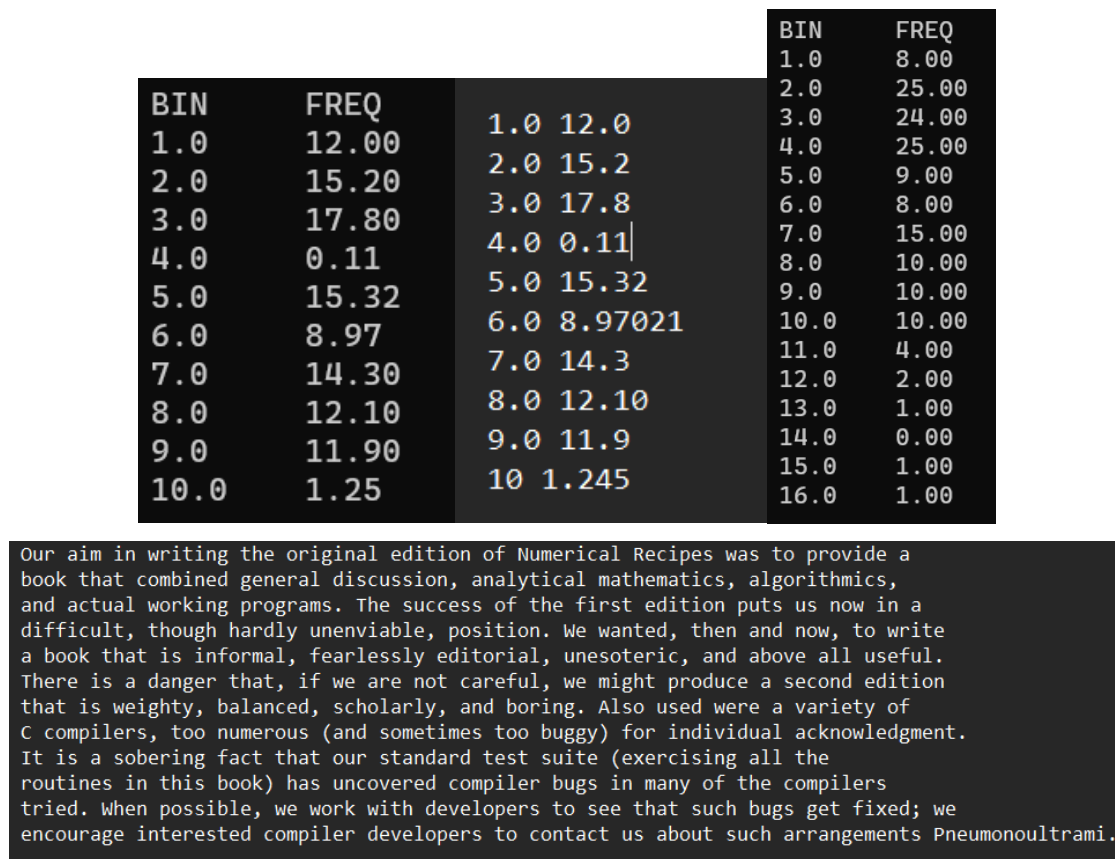 BIN FREQ
1.0 12.00
2.0 15.20
3.0 17.80
4.0 0.11
5.0 15.32
6.0 8.97
7.0 14.30
8.0 12.10
9.0 11.90
10.0 1.25
1.0 12.0
2.0 15.2
3.0 17.8
4.0 0.11
5.0 15.32
6.0 8.97021
7.0 14.3
8.0 12.10
9.0 11.9
10 1.245
BIN FREQ
1.0 8.00
2.0 25.00
3.0 24.00
4.0 25.00
5.0 9.00
6.0 8.00
7.0 15.00
8.0 10.00
9.0 10.00
10.0 10.00
11.0 4.00
12.0 2.00
13.0 1.00
14.0 0.00
15.0 1.00
16.0 1.00
Our aim in writing the original edition of Numerical Recipes was to provide a
book that combined general discussion, analytical mathematics, algorithmics,
and actual working programs. The success of the first edition puts us now in a
difficult, though hardly unenviable, position. We wanted, then and now, to write
a book that is informal, fearlessly editorial, unesoteric, and above all useful.
There is a danger that, if we are not careful, we might produce a second edition
that is weighty, balanced, scholarly, and boring. Also used were a variety of
C compilers, too numerous (and sometimes too buggy) for individual acknowledgment.
It is a sobering fact that our standard test suite (exercising all the
routines in this book) has uncovered compiler bugs in many of the compilers
tried. When possible, we work with developers to see that such bugs get fixed; we
encourage interested compiler developers to contact us about such arrangements Pneumonoultrami.